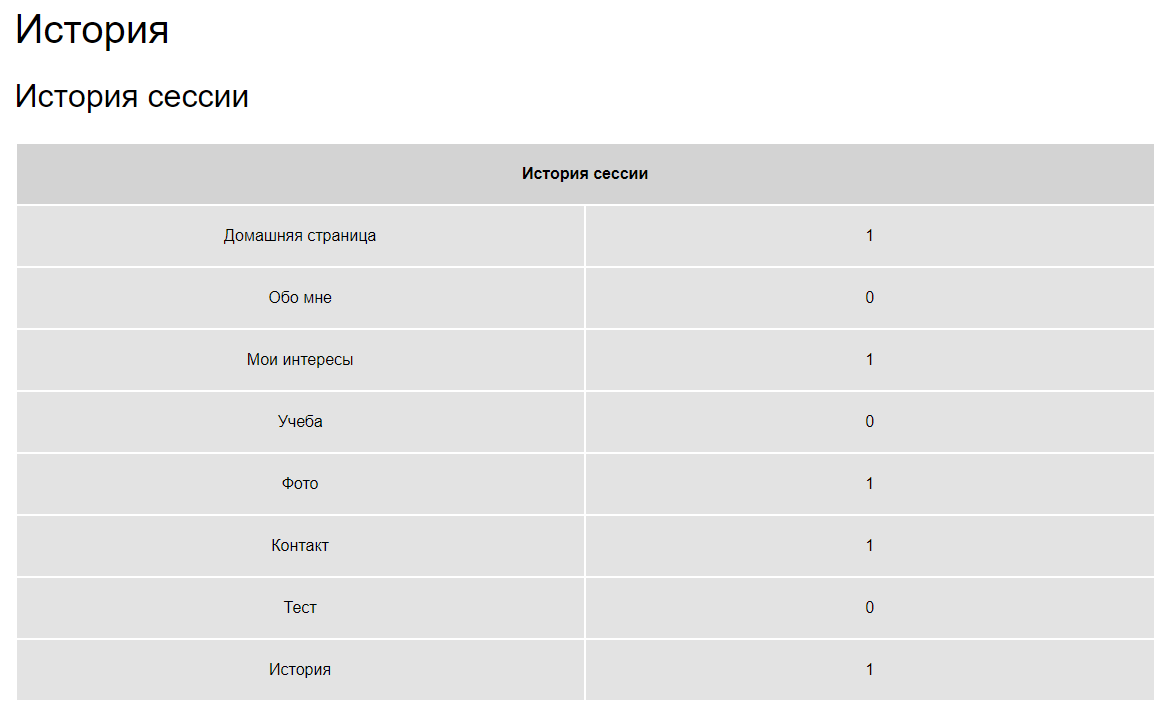 История
История сессии
История сессии
Домашняя страница 1
Обо мне 0
Мои интересы 1
Учеба 0
Фото 1
Контакт 1
Тест 0
История 1